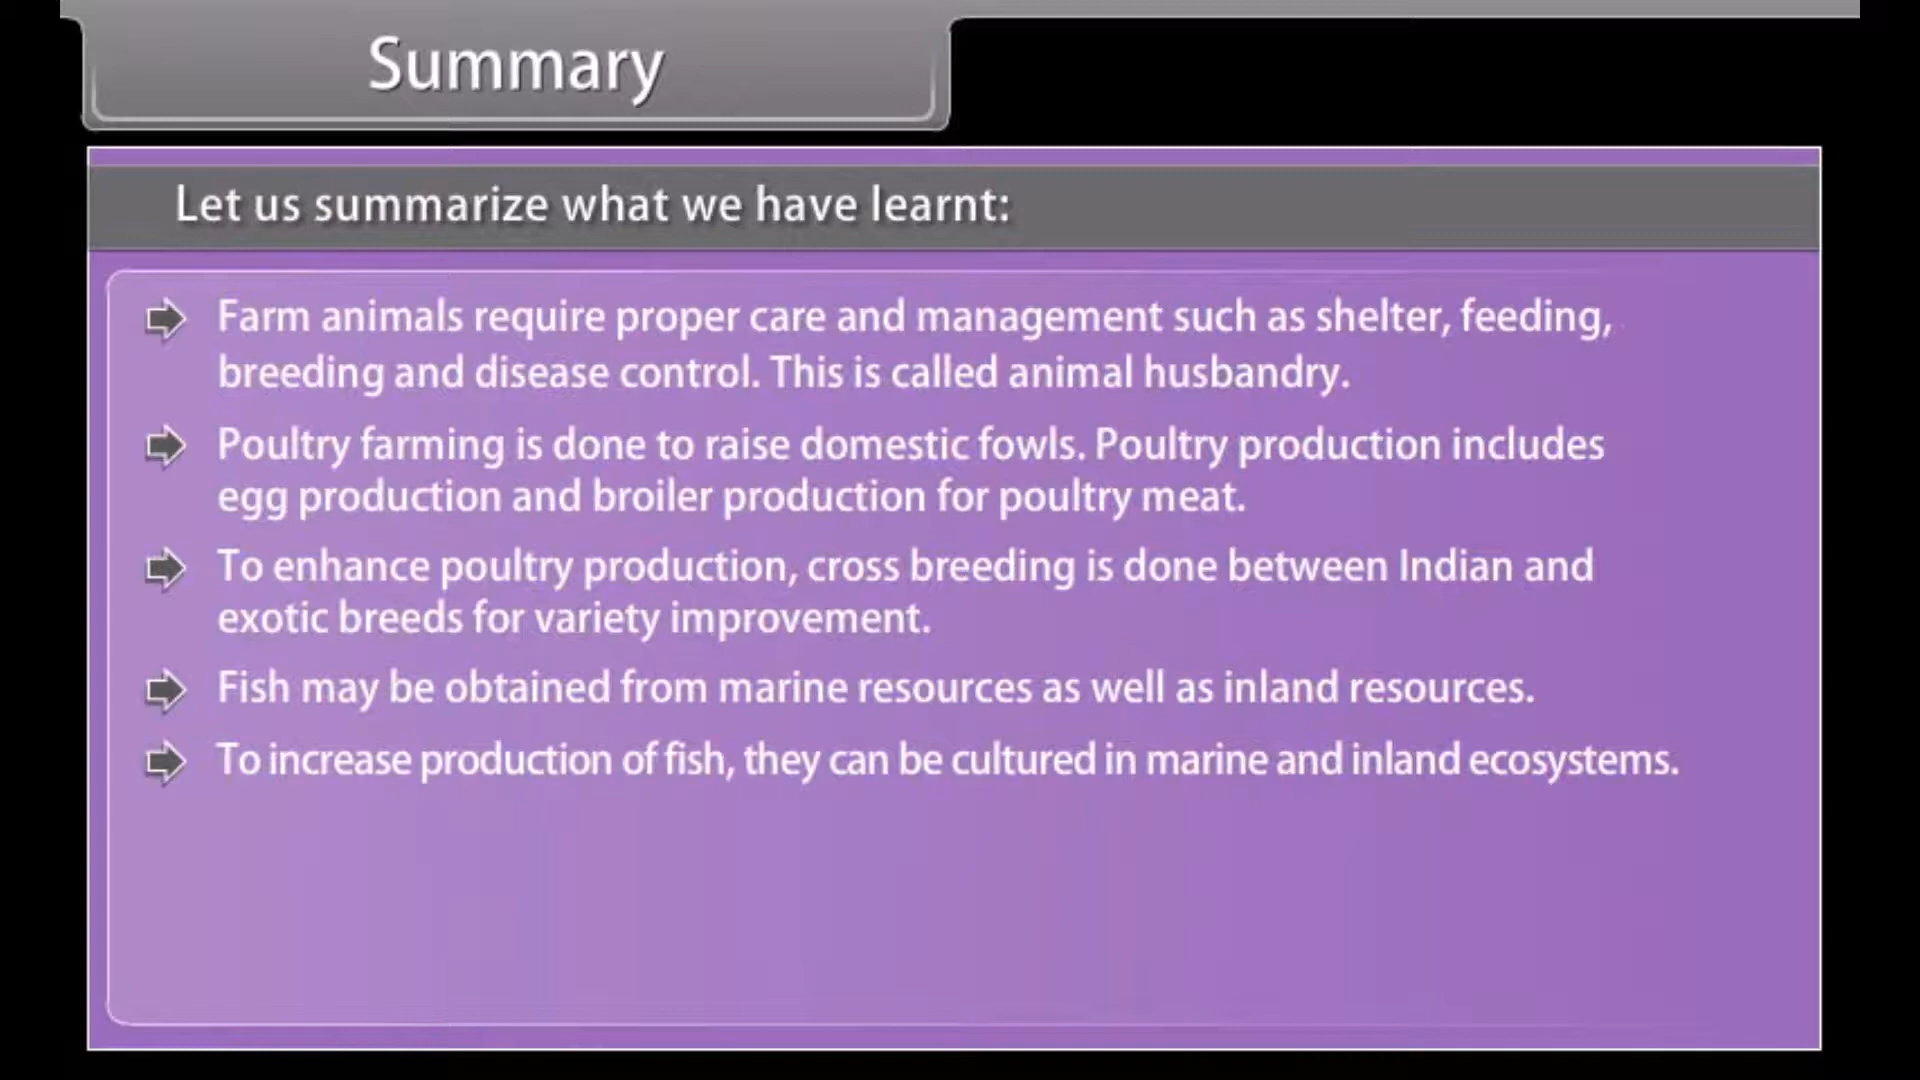 Summary
Let us summarize what we have learnt:
Farm animals require proper care and management such as shelter, feeding,
breeding and disease control. This is called animal husbandry.
Poultry farming is done to raise domestic fowls. Poultry production includes
egg production and broiler production for poultry meat.
To enhance poultry production, cross breeding is done between Indian and
exotic breeds for variety improvement.
Fish may be obtained from marine resources as well as inland resources.
To increase production of fish, they can be cultured in marine and inland ecosystems.